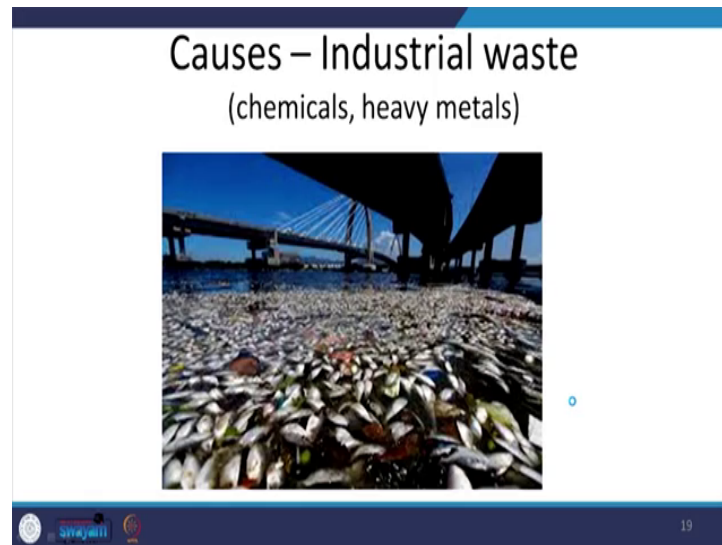 Causes – Industrial waste
(chemicals, heavy metals)
swayam
19